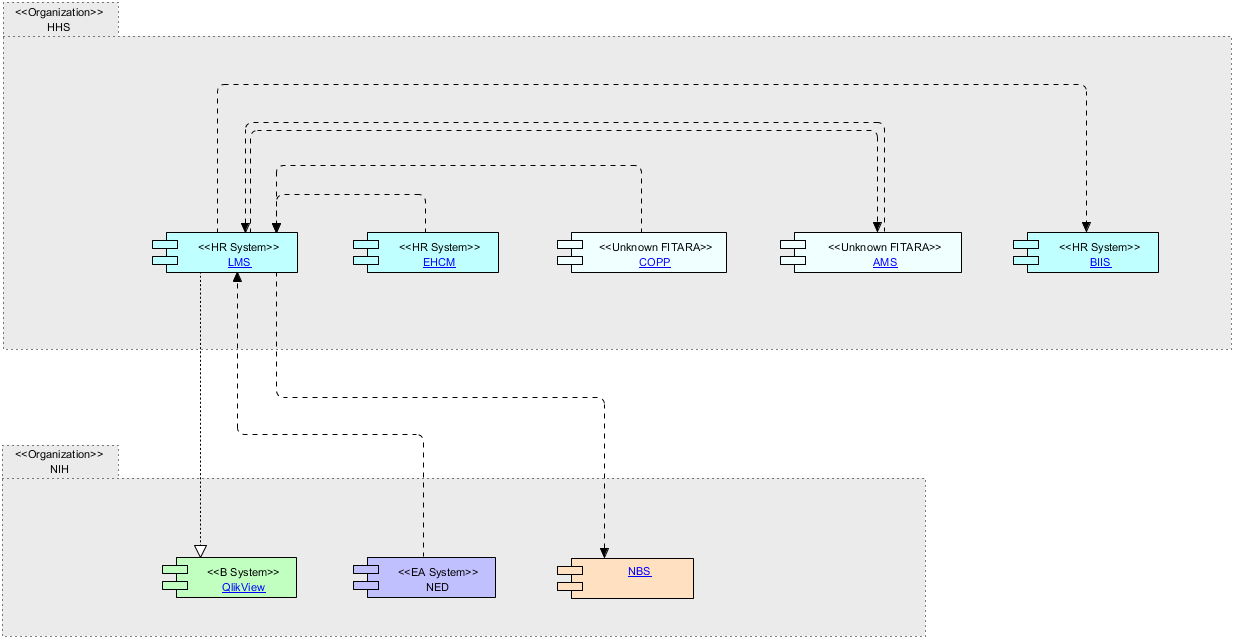 <<Organization>>
HHS
<<HR System>>
LMS
<<HR System>>
EHCM
<<Unknown FITARA>>
COPP
<<Unknown FITARA>>
AMS
<<HR System>>
BIIS
<<Organization>>
NIH
<<B System>>
QlikView
<<EA System>>
NED
NBS